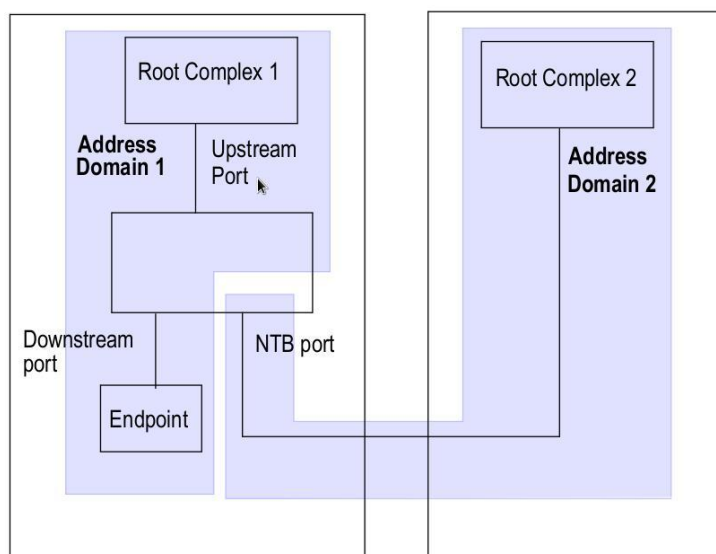 Root Complex 1
Address
Domain 1
Upstream
Port
Downstream
port
NTB port
Endpoint
Root Complex 2
Address
Domain 2